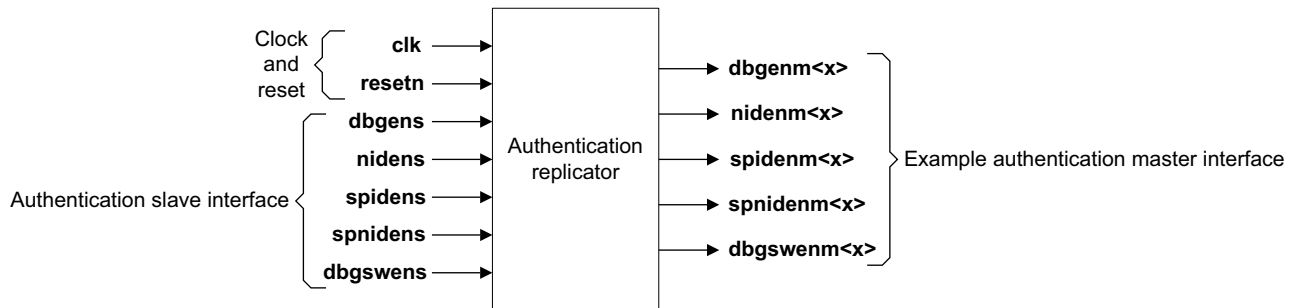 Clock
and
reset
clk
resetn
dbgens
nidens
spidens
spnidens
dbgswens
Authentication slave interface
Authentication
replicator
dbgenm<x>
nidenm<x>
spidenm<x>
spnidenm<x>
dbgswenm<x>
Example authentication master interface